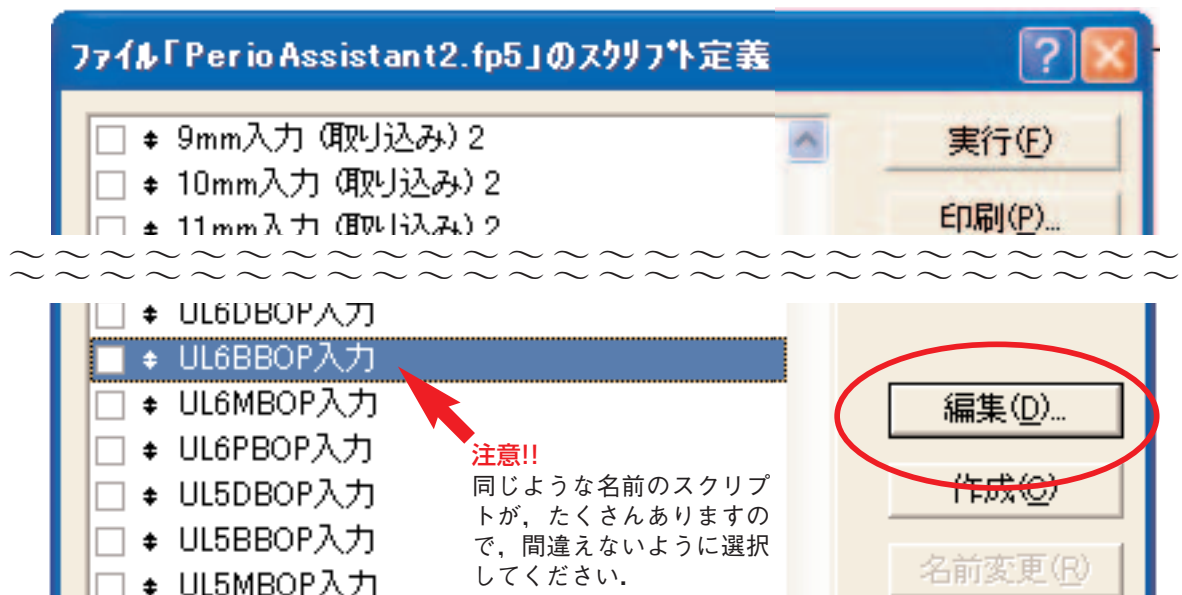 ファイル「PerioAssistant2.fp5」のスクリプト定義
9mm入力（取り込み）2
10mm入力（取り込み）2
11mm入力（取り込み）2
実行(F)
印刷(P)...
UL6DBOP入力
UL6BBOP入力
UL6MBOP入力
UL6PBOP入力
UL5DBOP入力
UL5BBOP入力
UL5MBOP入力
注意!!
同じような名前のスクリプ
トが，たくさんありますの
で，間違えないように選択
してください．
編集(D)...
作成(C)
名前変更(R)